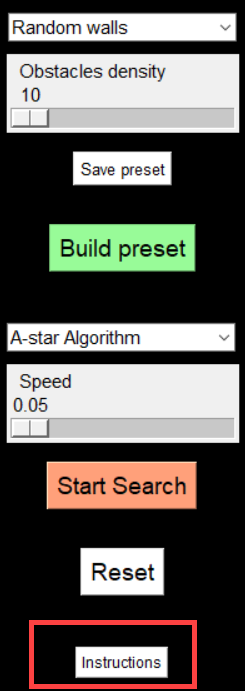 Random walls
Obstacles density
10
Save preset
Build preset
A-star Algorithm
Speed
0.05
Start Search
Reset
Instructions